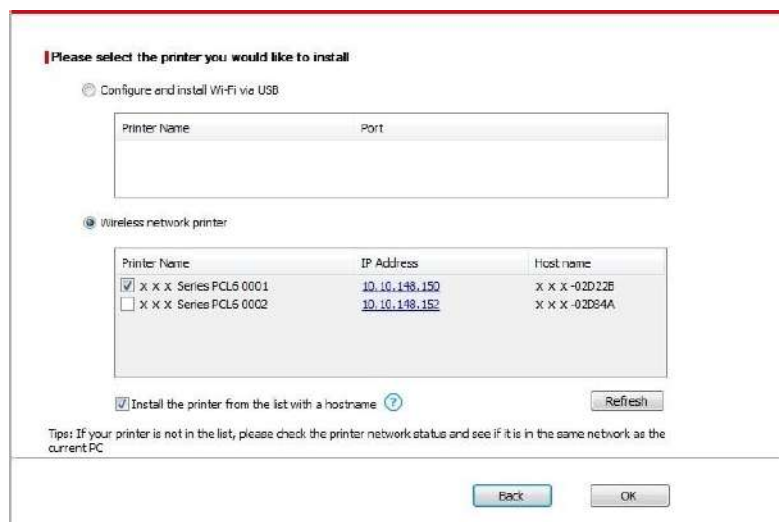 Please select the printer you would like to install
Configure and install Wi-Fi via USB
Printer Name Port
Wireless network printer
Printer Name IP Address Host name
X X X Series PCL6 0001 10.10.148.150 X X X -02D22B
X X X Series PCL6 0002 10.10.148.152 X X X -02D84A
Install the printer from the list with a hostname ? Refresh
Tips: If your printer is not in the list, please check the printer network status and see if it is in the same network as the
current PC
Back OK